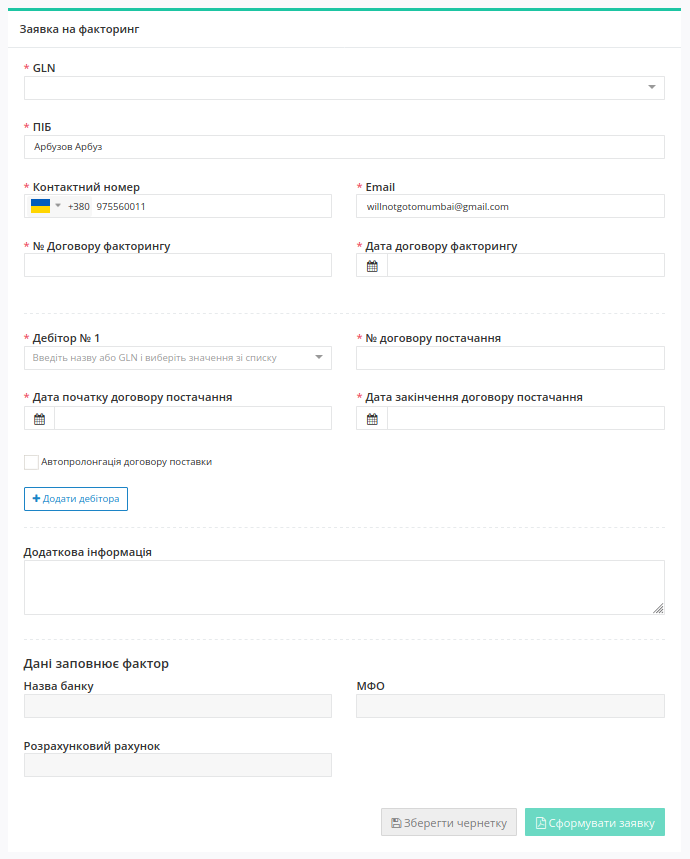 Заявка на факторинг
* GLN
* ПІБ
Арбузов Арбуз
* Контактний номер
* Email
+380 975560011
willnotgotomumbai@gmail.com
* № Договору факторингу
* Дата договору факторингу
* Дебітор № 1
* № договору постачання
Введіть назву або GLN і виберіть значення зі списку
* Дата початку договору постачання
* Дата закінчення договору постачання
Автопролонгація договору поставки
+ Додати дебітора
Додаткова інформація
Дані заповнює фактор
Назва банку
МФО
Розрахунковий рахунок
Зберегти чернетку
Сформувати заявку